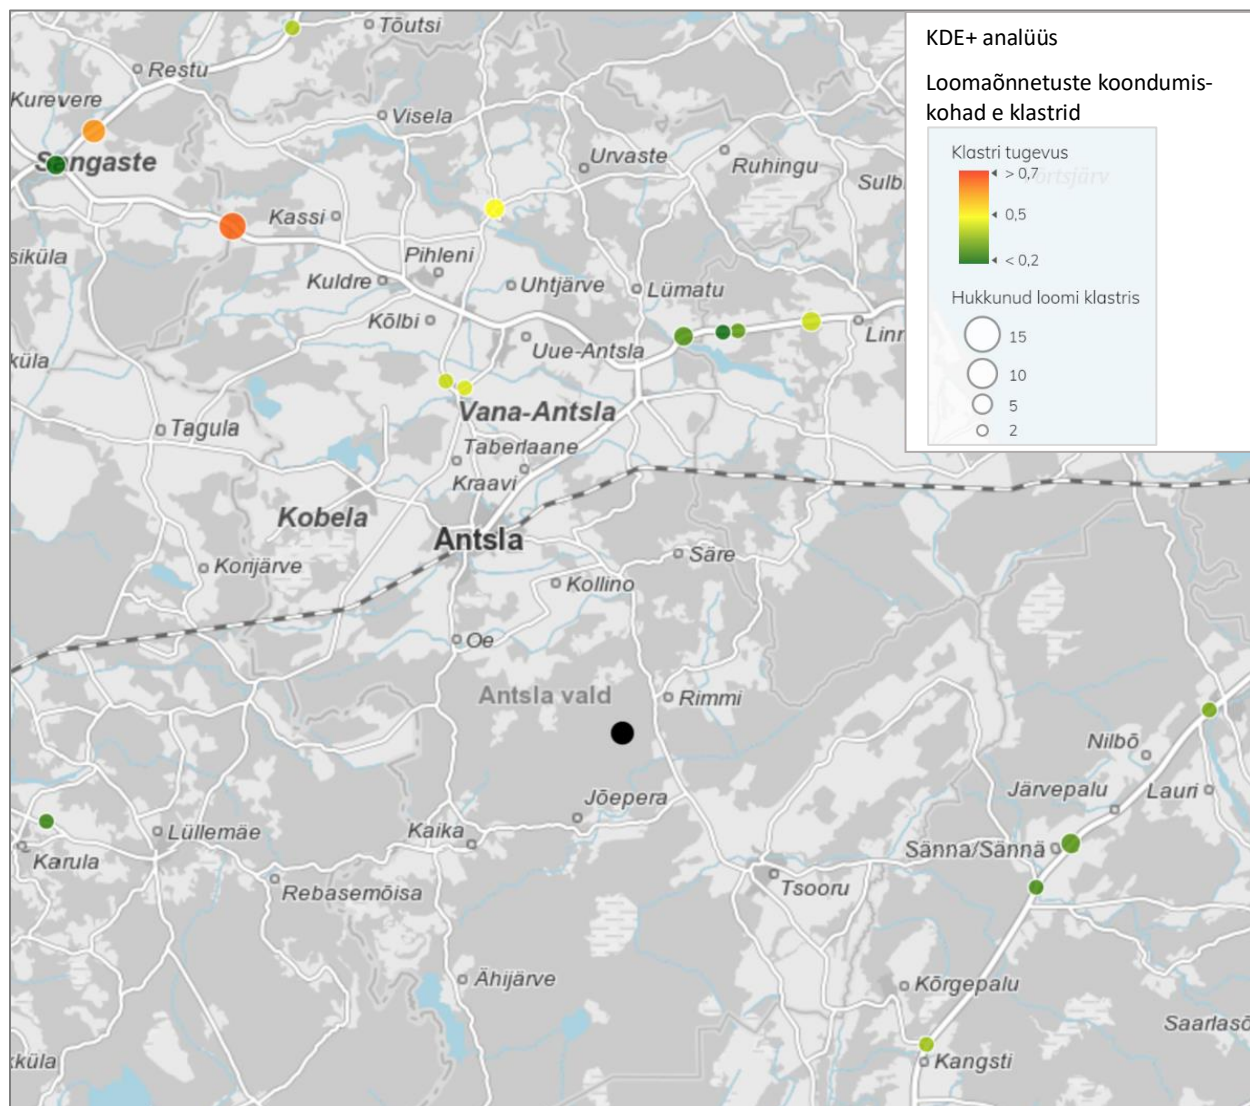 KDE+ analüüs
Loomaõnnetuste koondumis-
kohad e klastrid
Klastri tugevus
> 0,7
0,5
< 0,2
Hukkunud loomi klastris
15
10
5
2
Tõutsi
Restu
Kurevere
Visela
Sangaste
Urvaste
Ruhingu
Sulb
Kassi
siküla
Pihleni
Kuldre
Uhtjärve
Lümatu
Kõlbi
Linn
Uue-Antsla
küla
Vana-Antsla
Tagula
Taberlaane
Kraavi
Kobela
Antsla
Säre
Korijärve
Kollino
Oe
Antsla vald
Rimmi
Nilbõ
Järvepalu
Lauri
Jõepera
Lüllemäe
Kaika
Sänna/Sännä
Karula
Rebasemõisa
Tsooru
Ähijärve
Kõrgepalu
Saarlasõ
kküla
Kangsti